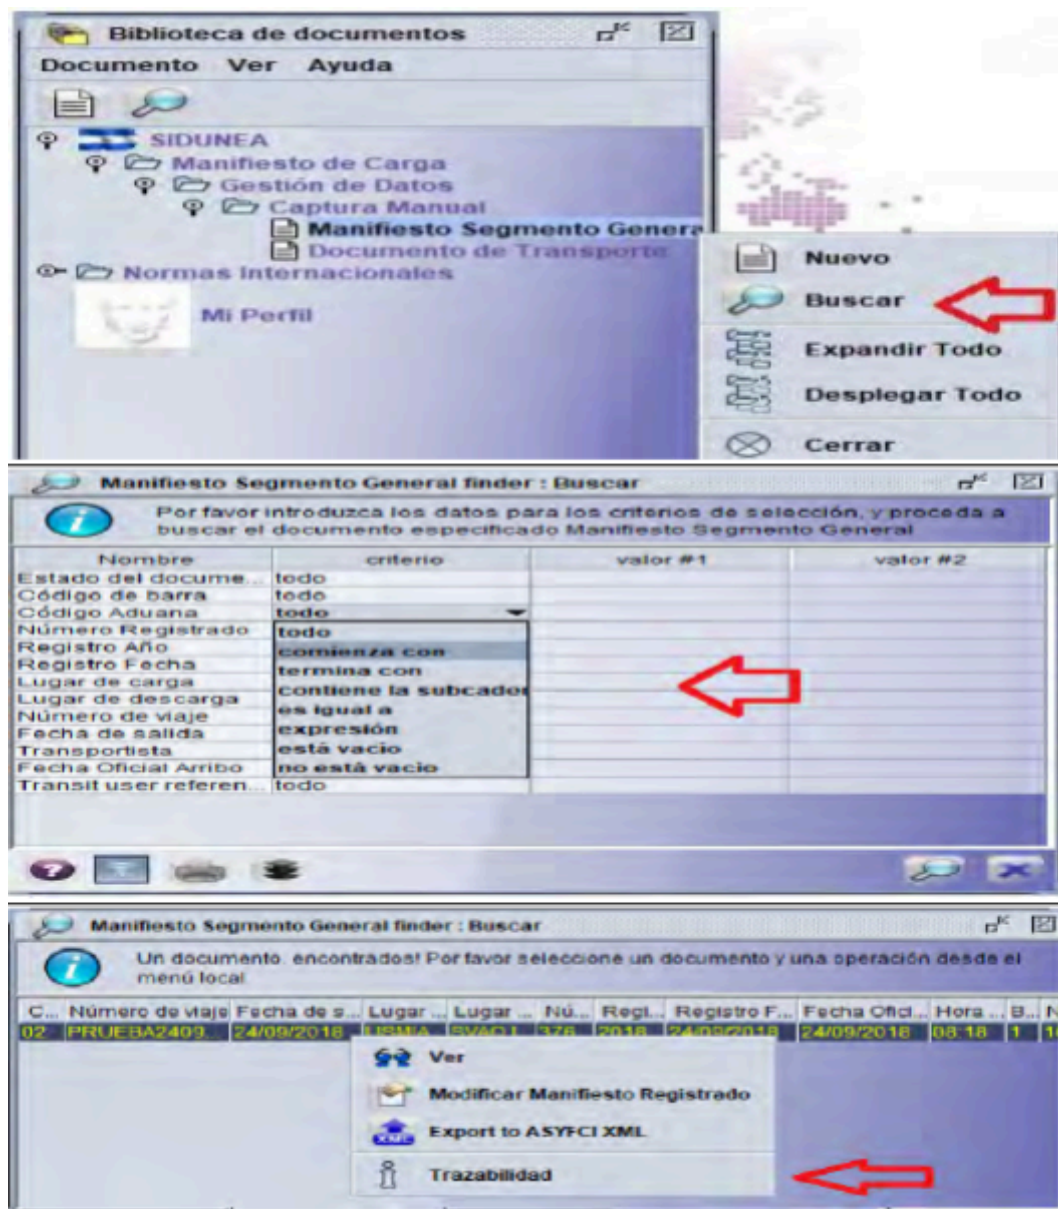 Biblioteca de documentos
Documento Ver Ayuda
SIDUNEA
Manifiesto de Carga
Gestión de Datos
Captura Manual
Manifiesto Segmento Genera
Documento de Transporte
Normas Internacionales
Mi Perfil
Nuevo
Buscar
Expandir Todo
Desplegar Todo
Cerrar
Manifiesto Segmento General finder : Buscar
Por favor introduzca los datos para los criterios de selección, y proceda a
buscar el documento especificado Manifiesto Segmento General
Nombre criterio valor #1 valor #2
Estado del docume... todo
Código de barra todo
Código Aduana todo
Número Registrado todo
Registro Año comienza con
Registro Fecha termina con
Lugar de carga contiene la subcade
Lugar de descarga es igual a
Número de viaje expresión
Fecha de salida está vacio
Transportista no está vacio
Fecha Oficial Arribo
Transit user referen... todo
Manifiesto Segmento General finder : Buscar
Un documento. encontrados! Por favor seleccione un documento y una operación desde el
menú local
C... Número de viaje Fecha de s... Lugar ... Lugar ... Nú... Regi... Registro F... Fecha Ofici... Hora ... B... N
02 PRUEBA2409... 24/09/2018 USMIA SVACJ 376 2018 24/09/2018 24/09/2018 08:18 1
Ver
Modificar Manifiesto Registrado
XML Export to ASYFCI XML
Trazabilidad